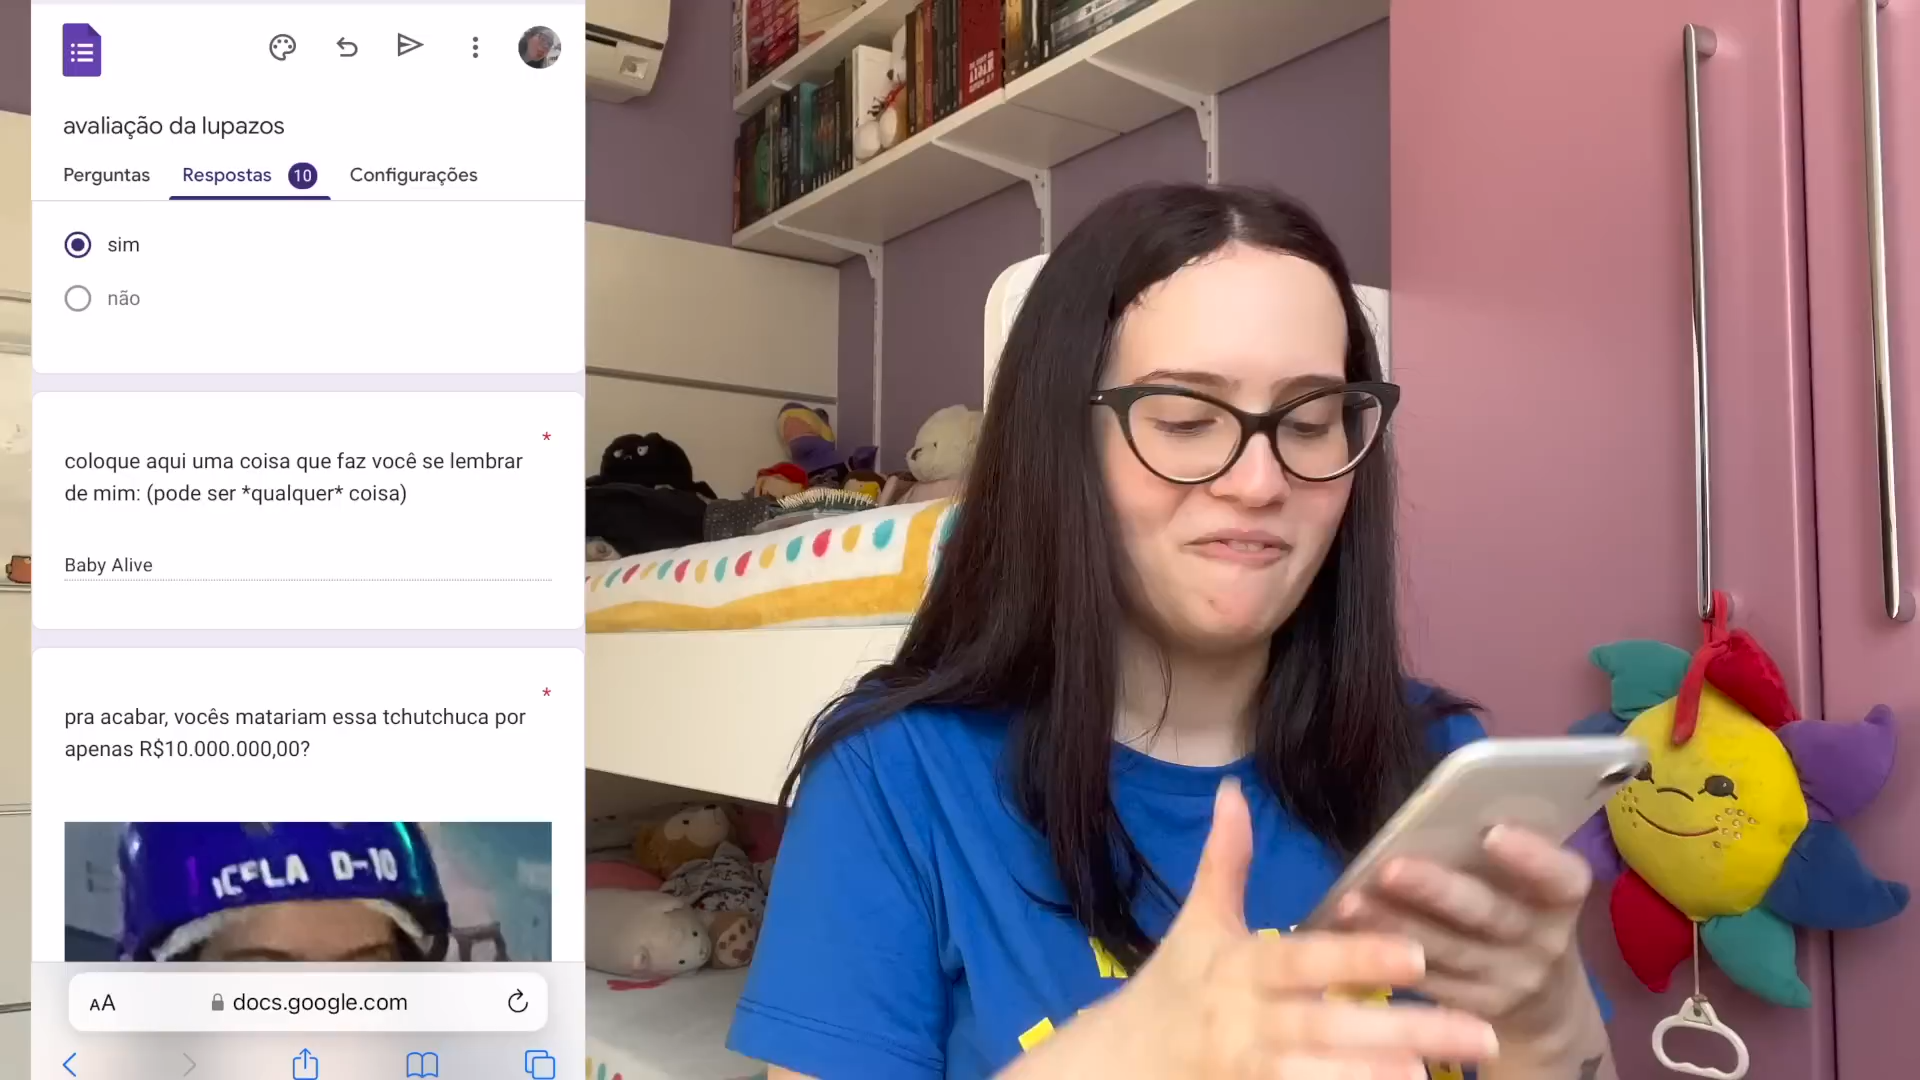 avaliação da lupazos
Perguntas Respostas 10 Configurações
sim
não
*
coloque aqui uma coisa que faz você se lembrar
de mim: (pode ser *qualquer* coisa)
Baby Alive
*
pra acabar, vocês matariam essa tchutchuca por
apenas R$10.000.000,00?
D-10
AA docs.google.com